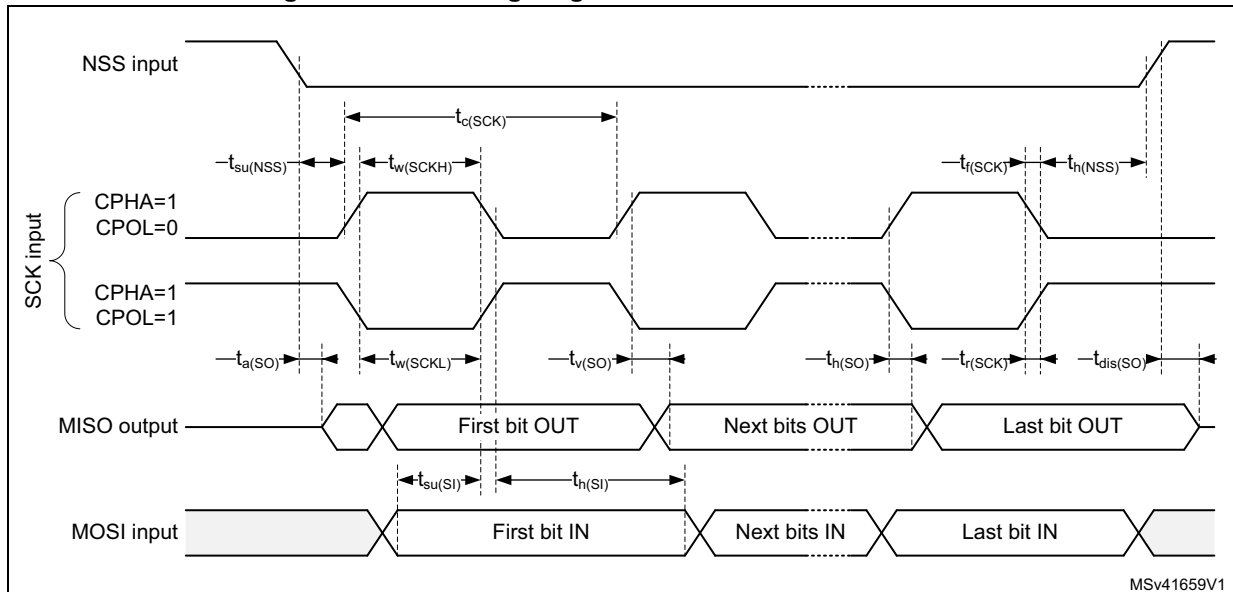 NSS input
tc(SCK)
tsu(NSS) tw(SCKH) tf(SCK) th(NSS)
SCK input
CPHA=1
CPOL=0
CPHA=1
CPOL=1
ta(SO) tw(SCKL) tv(SO) th(SO) tr(SCK) tdis(SO)
MISO output First bit OUT Next bits OUT Last bit OUT
tsu(SI) th(SI)
MOSI input First bit IN Next bits IN Last bit IN
MSv41659V1